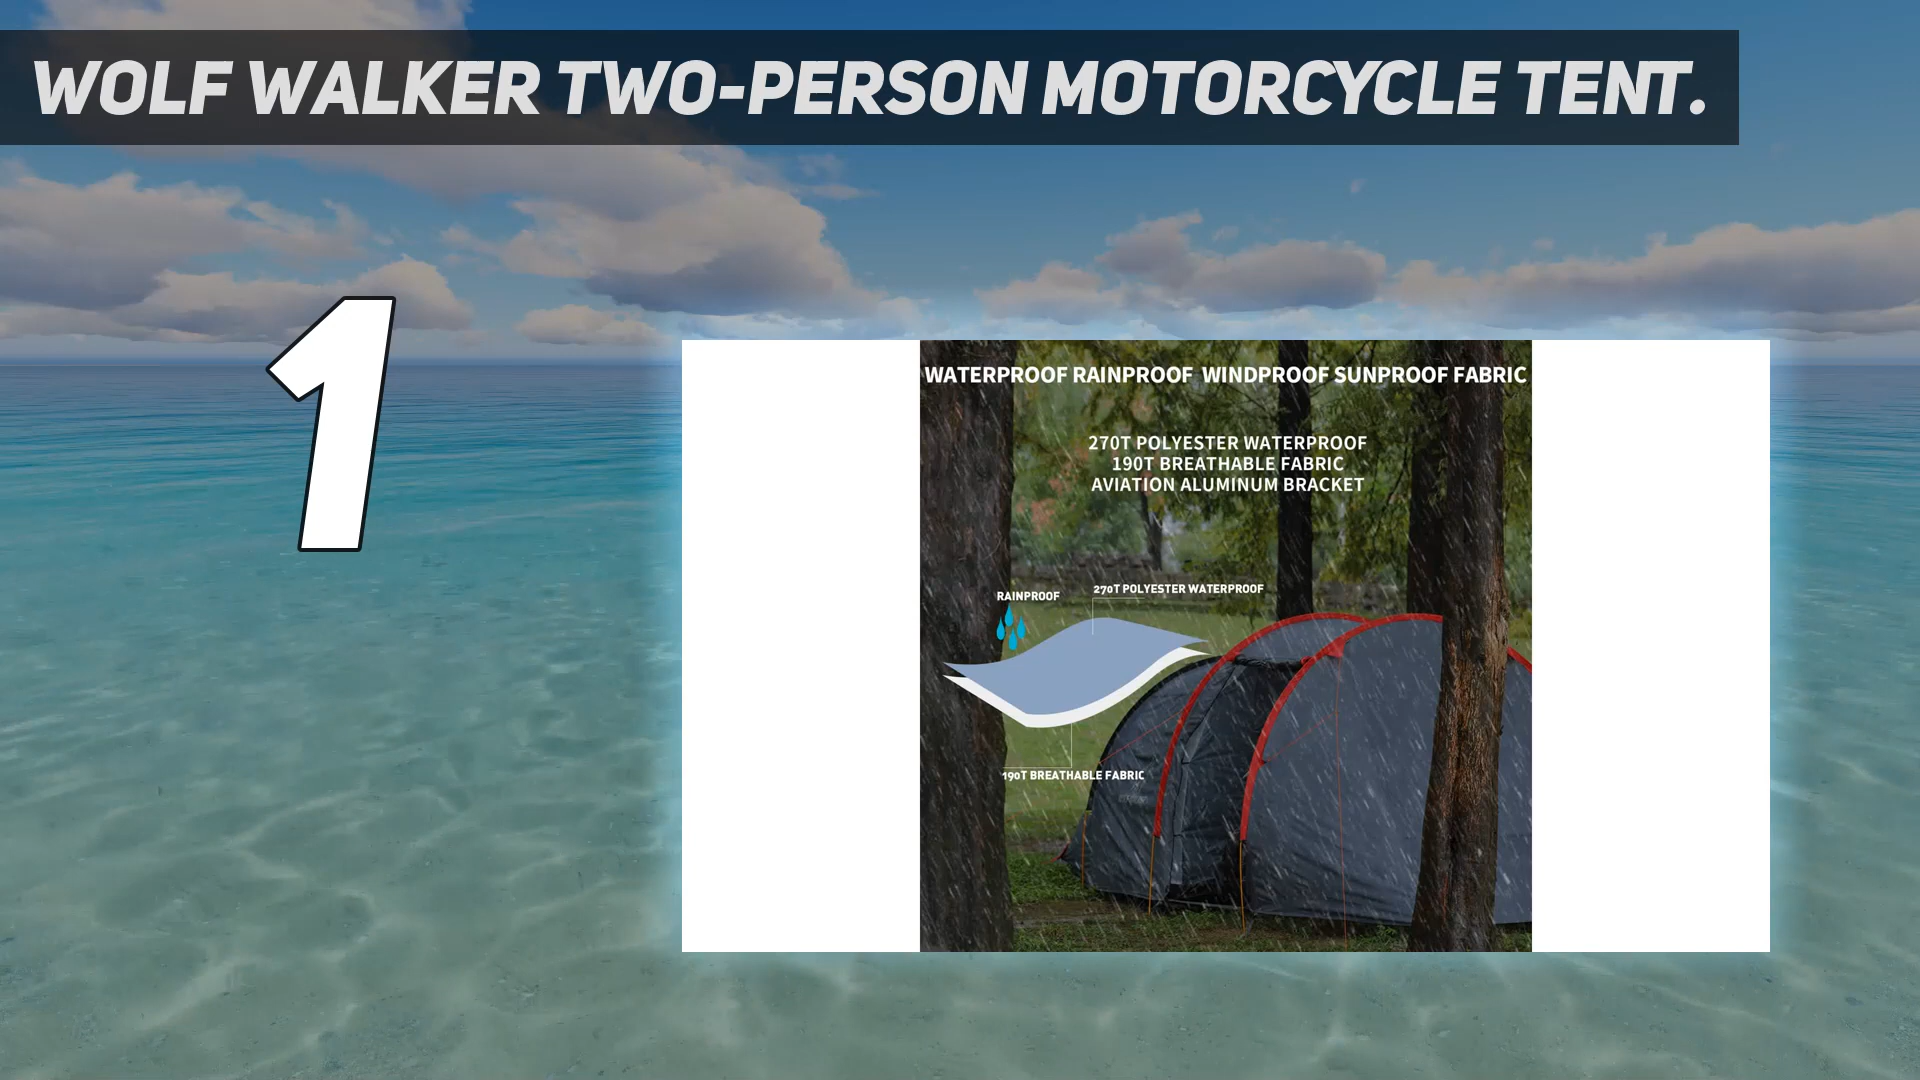 WOLF WALKER TWO-PERSON MOTORCYCLE TENT.
1
WATERPROOF RAINPROOF WINDPROOF SUNPROOF FABRIC
270T POLYESTER WATERPROOF
190T BREATHABLE FABRIC
AVIATION ALUMINUM BRACKET
RAINPROOF
270T POLYESTER WATERPROOF
190T BREATHABLE FABRIC